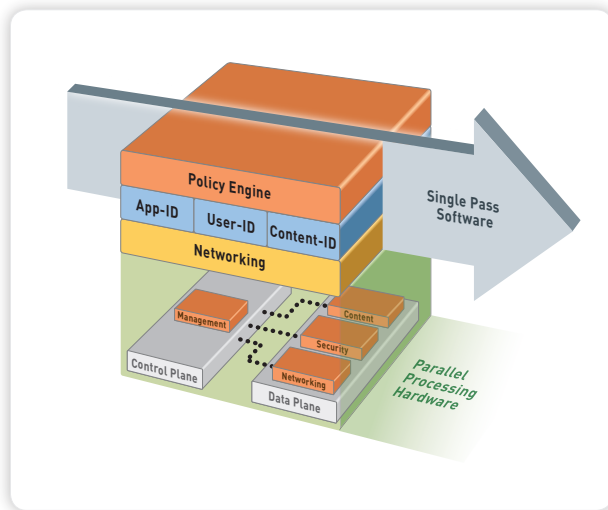 Policy Engine
App-ID
User-ID
Content-ID
Networking
Single Pass
Software
Management
Control Plane
Content
Security
Networking
Data Plane
Parallel
Processing
Hardware